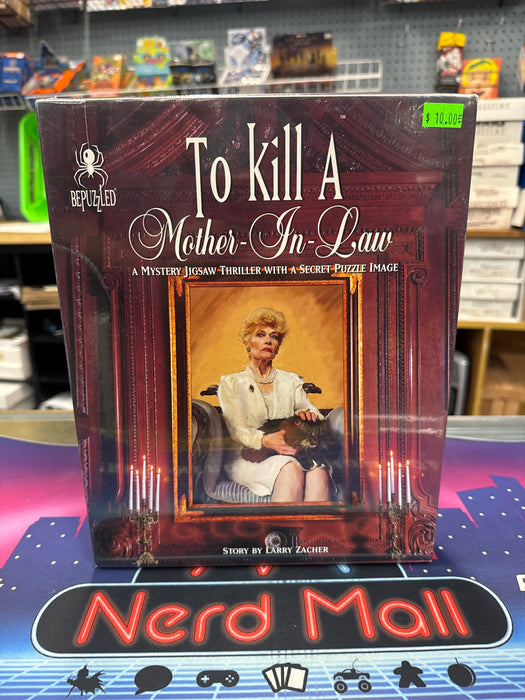 $ 10.00
BEPUZZLED
To Kill A
Mother-In-Law
A MYSTERY JIGSAW THRILLER WITH A SECRET PUZZLE IMAGE
STORY BY LARRY ZACHER
Nerd Mall